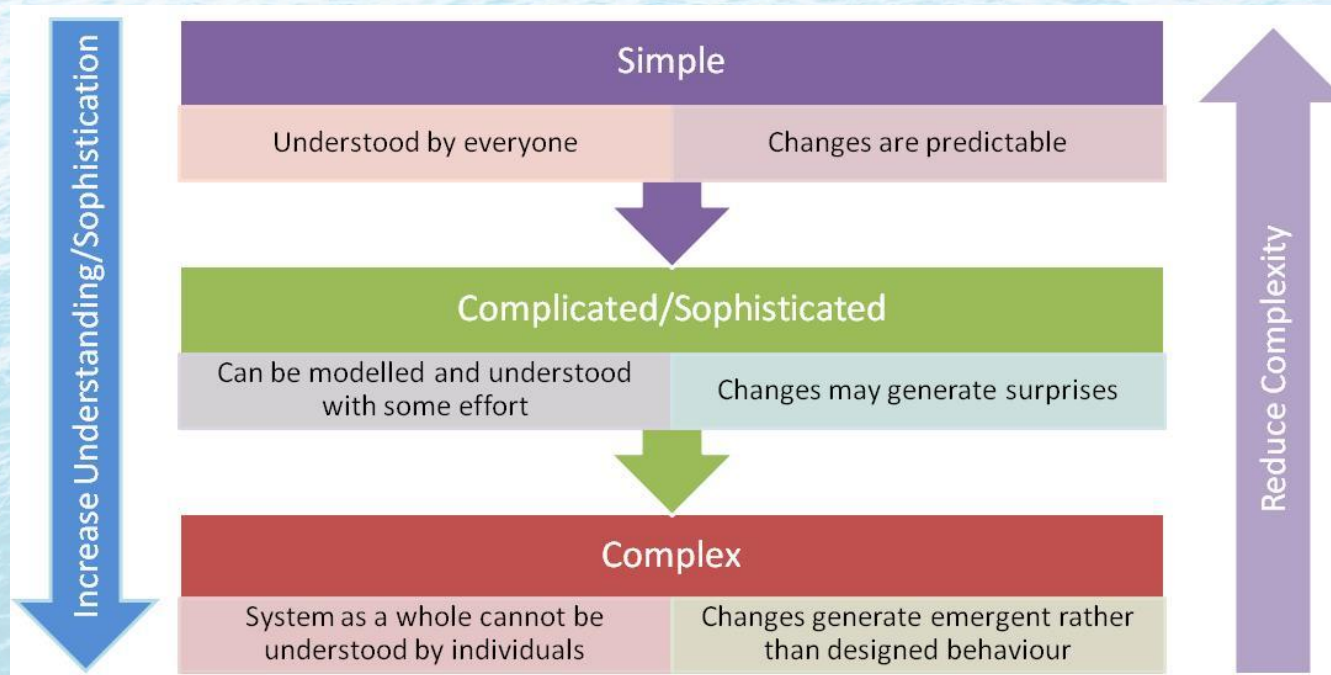 Increase Understanding/Sophistication
Simple
Understood by everyone
Changes are predictable
Complicated/Sophisticated
Can be modelled and understood
with some effort
Changes may generate surprises
Complex
System as a whole cannot be
understood by individuals
Changes generate emergent rather
than designed behaviour
Reduce Complexity